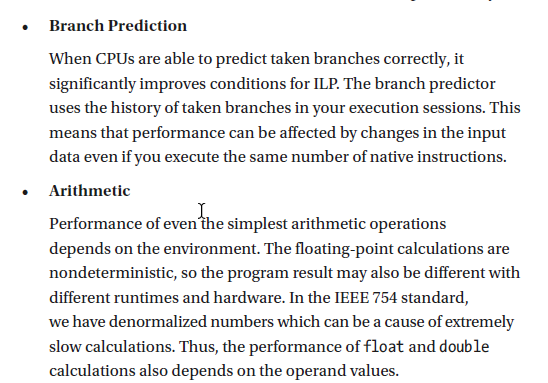 • Branch Prediction
When CPUs are able to predict taken branches correctly, it
significantly improves conditions for ILP. The branch predictor
uses the history of taken branches in your execution sessions. This
means that performance can be affected by changes in the input
data even if you execute the same number of native instructions.
• Arithmetic
Performance of even the simplest arithmetic operations
depends on the environment. The floating-point calculations are
nondeterministic, so the program result may also be different with
different runtimes and hardware. In the IEEE 754 standard,
we have denormalized numbers which can be a cause of extremely
slow calculations. Thus, the performance of float and double
calculations also depends on the operand values.